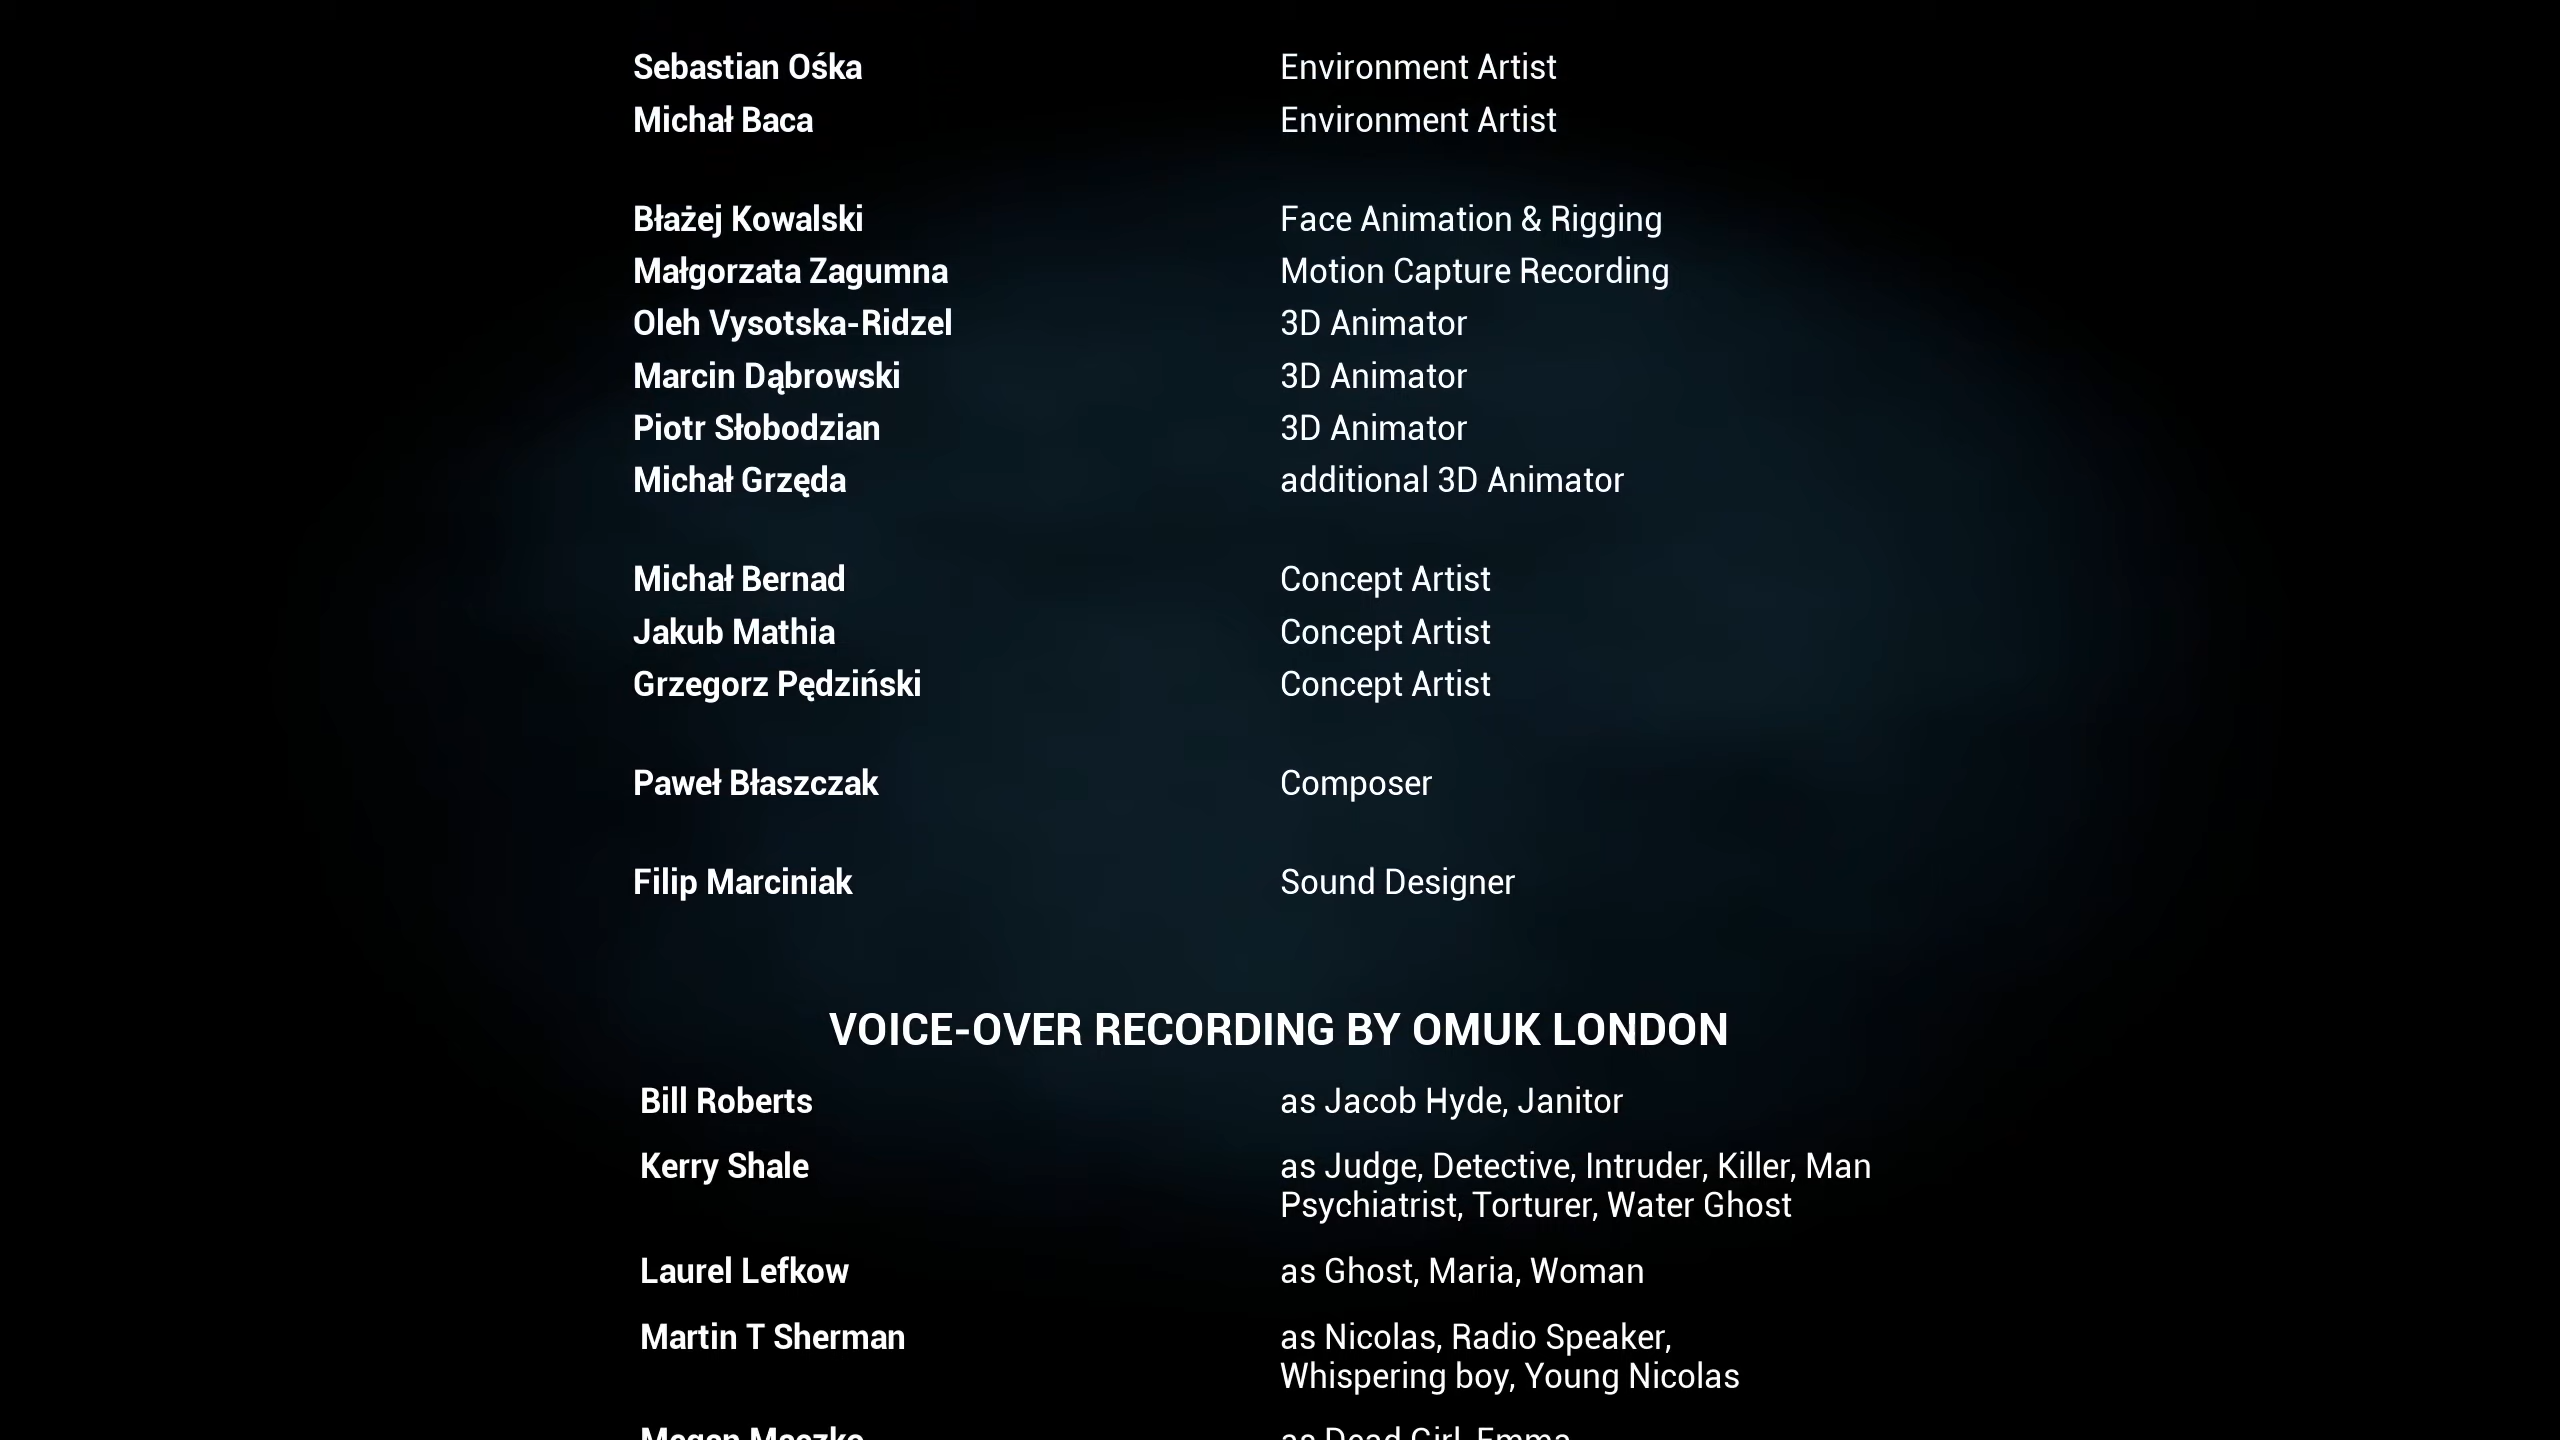 Sebastian Ośka Environment Artist
Michał Baca Environment Artist
Błażej Kowalski Face Animation & Rigging
Małgorzata Zagumna Motion Capture Recording
Oleh Vysotska-Ridzel 3D Animator
Marcin Dąbrowski 3D Animator
Piotr Słobodzian 3D Animator
Michał Grzęda additional 3D Animator
Michał Bernad Concept Artist
Jakub Mathia Concept Artist
Grzegorz Pędziński Concept Artist
Paweł Błaszczak Composer
Filip Marciniak Sound Designer
VOICE-OVER RECORDING BY OMUK LONDON
Bill Roberts as Jacob Hyde, Janitor
Kerry Shale as Judge, Detective, Intruder, Killer, Man
Psychiatrist, Torturer, Water Ghost
Laurel Lefkow as Ghost, Maria, Woman
Martin T Sherman as Nicolas, Radio Speaker,
Whispering boy, Young Nicolas